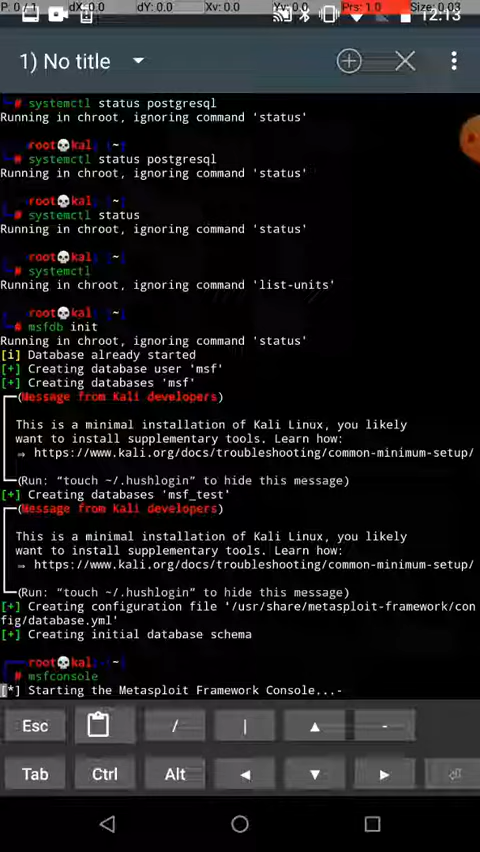 P: 0 / 1 dX: 0.0 dY: 0.0 Xv: 0.0 Yv: 0.0 Prs: 1.0 Size: 0.03
12:13
1) No title
# systemctl status postgresql
Running in chroot, ignoring command 'status'
root💀kal ~
# systemctl status postgresql
Running in chroot, ignoring command 'status'
root💀kal ~
# systemctl status
Running in chroot, ignoring command 'status'
root💀kal ~
# systemctl
Running in chroot, ignoring command 'list-units'
root💀kal ~
# msfdb init
Running in chroot, ignoring command 'status'
[i] Database already started
[+] Creating database user 'msf'
[+] Creating databases 'msf'
(Message from Kali developers)
This is a minimal installation of Kali Linux, you likely
want to install supplementary tools. Learn how:
⇒ https://www.kali.org/docs/troubleshooting/common-minimum-setup/
(Run: “touch ~/.hushlogin” to hide this message)
[+] Creating databases 'msf_test'
(Message from Kali developers)
This is a minimal installation of Kali Linux, you likely
want to install supplementary tools. Learn how:
⇒ https://www.kali.org/docs/troubleshooting/common-minimum-setup/
(Run: “touch ~/.hushlogin” to hide this message)
[+] Creating configuration file '/usr/share/metasploit-framework/con
fig/database.yml'
[+] Creating initial database schema
root💀kal ~
# msfconsole
[*] Starting the Metasploit Framework Console...-
Esc / | ▲ -
Tab Ctrl Alt ◄ ▼ ►